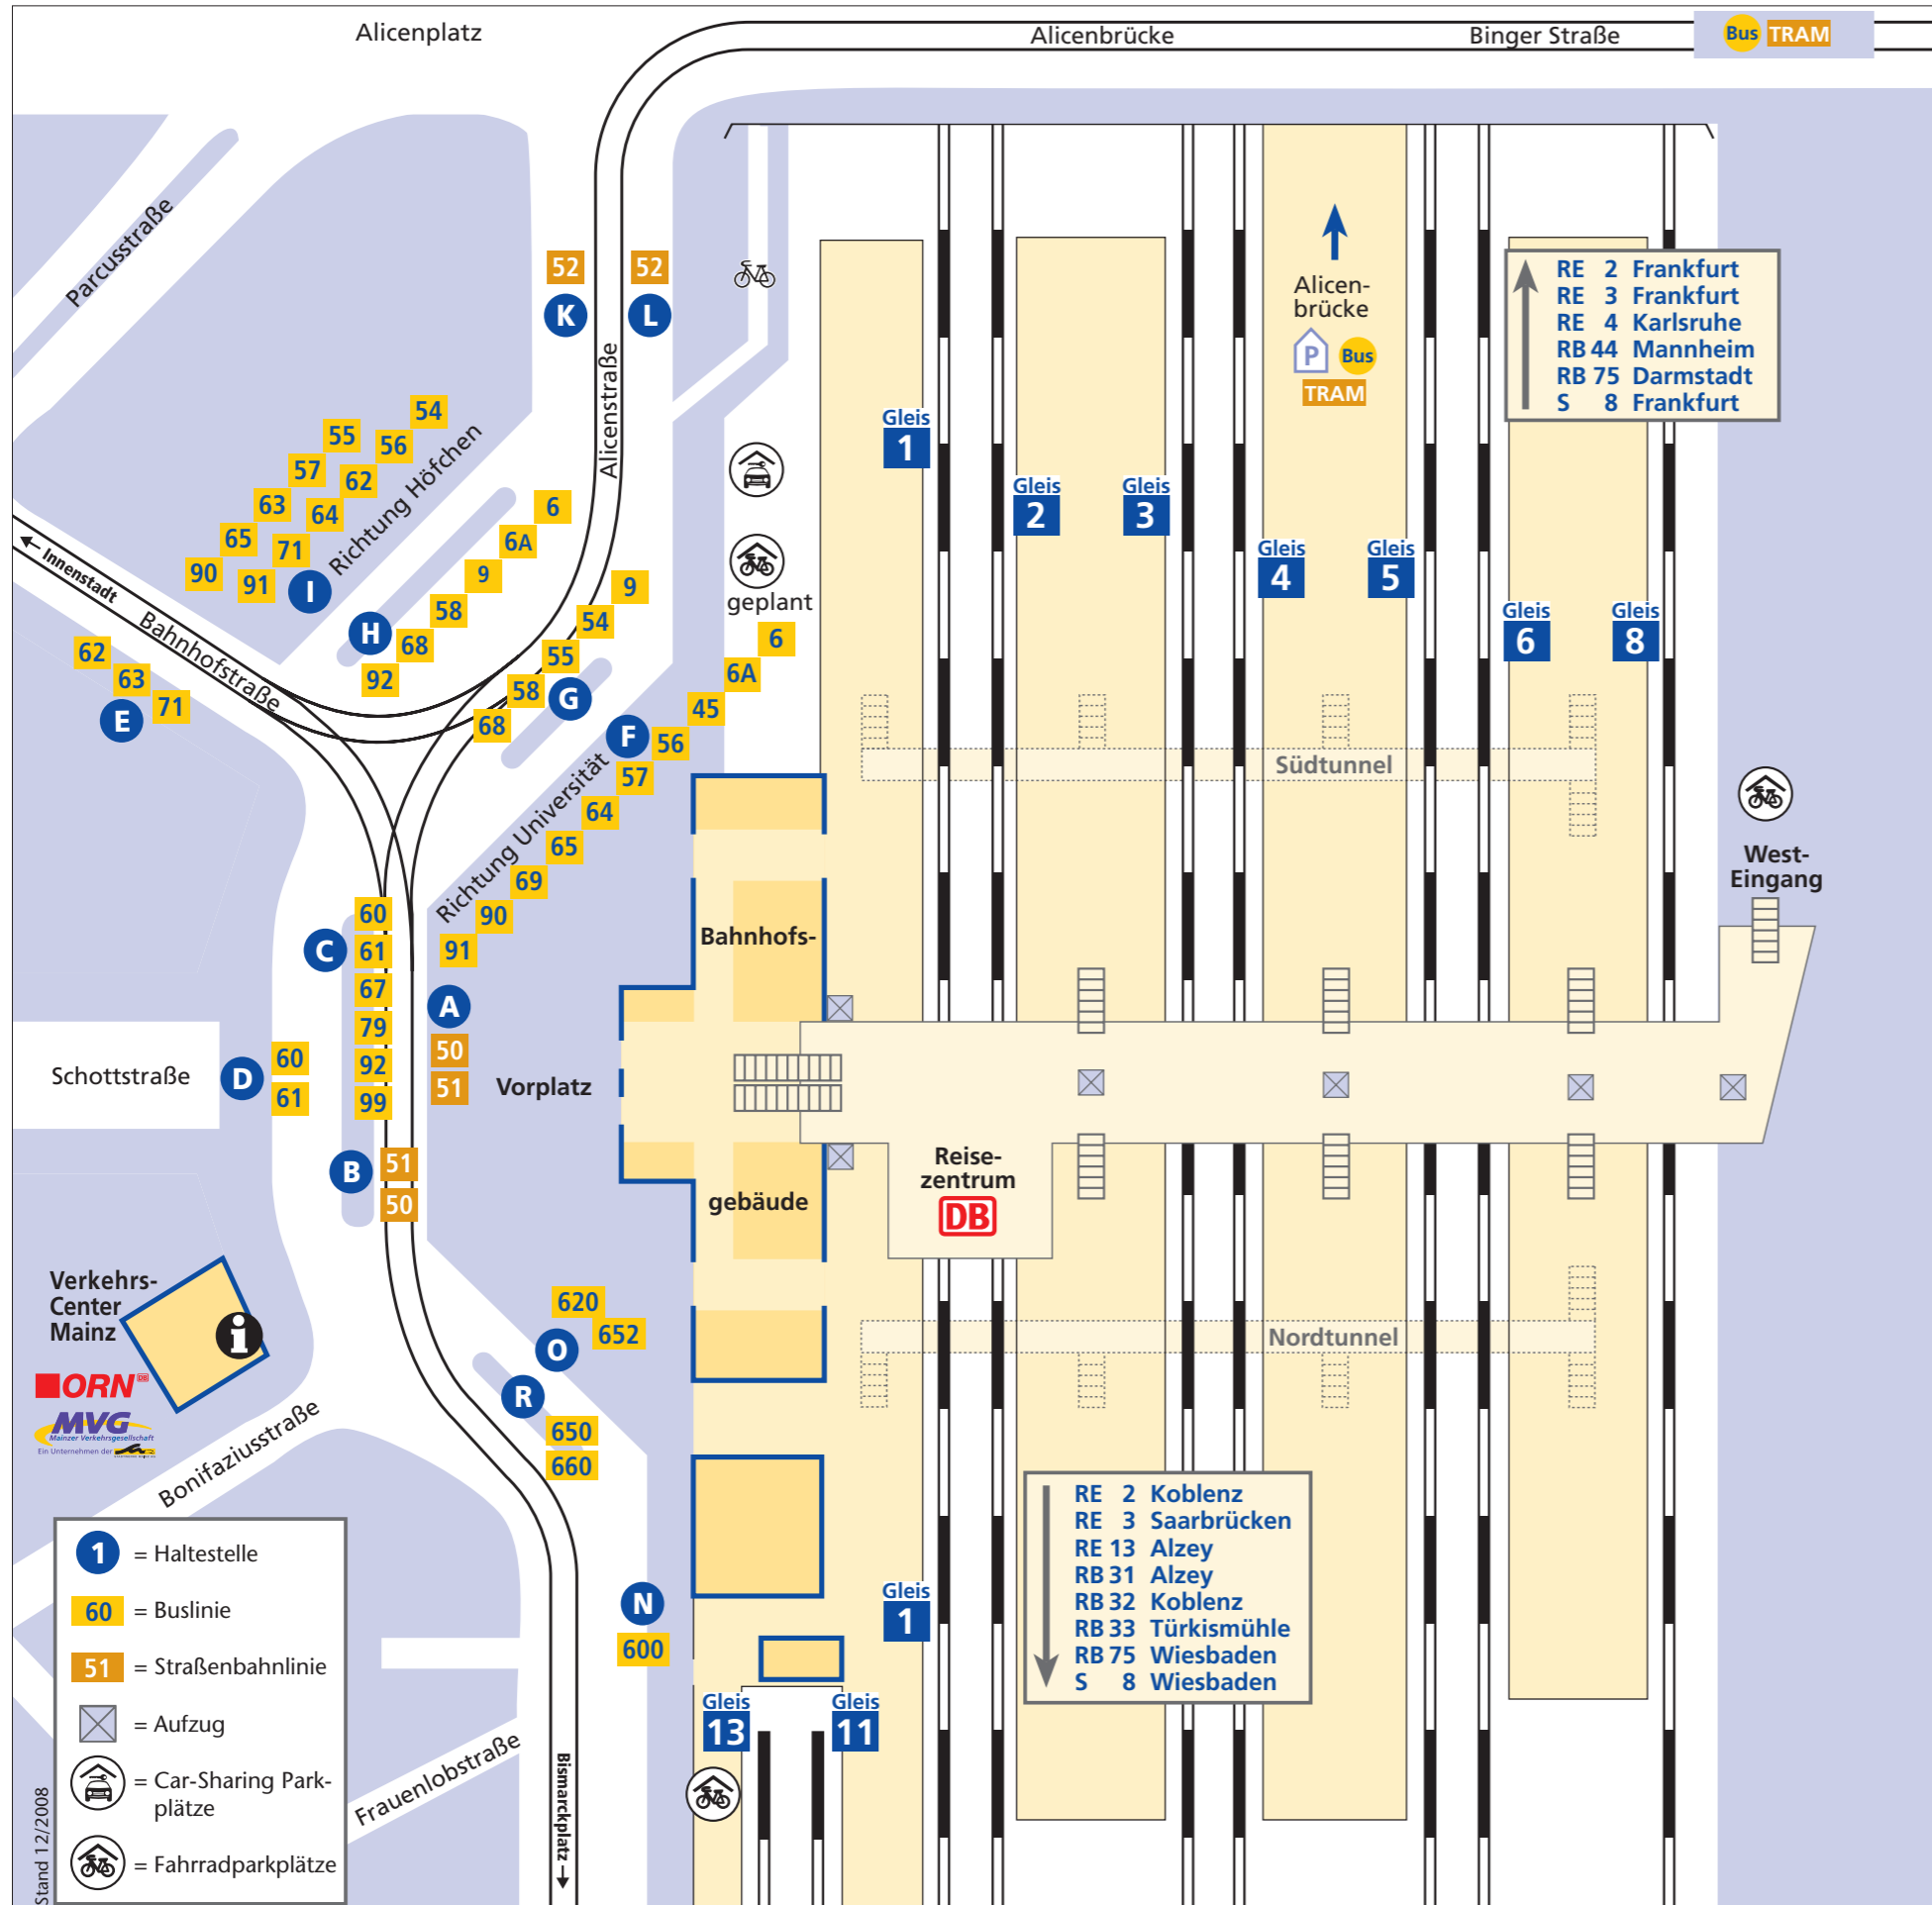 Alicenplatz
Alicenbrücke
Binger Straße
Bus TRAM
Parcusstraße
52
52
K
L
Alicenstraße
Alicen-
brücke
P Bus
TRAM
RE 2 Frankfurt
RE 3 Frankfurt
RE 4 Karlsruhe
RB 44 Mannheim
RB 75 Darmstadt
S 8 Frankfurt
54
55
56
57
62
63
64
65
71
90
91
I
Richtung Höfchen
6
6A
9
58
H
68
92
← Innenstadt
Bahnhofstraße
62
63
71
E
9
54
55
58
68
G
geplant
6
6A
45
F
56
57
64
65
69
90
91
Richtung Universität
Gleis
1
Gleis
2
Gleis
3
Gleis
4
Gleis
5
Gleis
6
Gleis
8
Südtunnel
West-
Eingang
C
60
61
67
79
92
99
A
50
51
Schottstraße
D
60
61
B
51
50
Vorplatz
Bahnhofs-
gebäude
Reise-
zentrum
DB
Verkehrs-
Center
Mainz
i
ORN DB
MVG
Mainzer Verkehrsgesellschaft
Ein Unternehmen der
620
652
O
R
650
660
Nordtunnel
Bonifaziusstraße
N
600
Gleis
1
RE 2 Koblenz
RE 3 Saarbrücken
RE 13 Alzey
RB 31 Alzey
RB 32 Koblenz
RB 33 Türkismühle
RB 75 Wiesbaden
S 8 Wiesbaden
Gleis
13
Gleis
11
Frauenlobstraße
Bismarckplatz →
1 = Haltestelle
60 = Buslinie
51 = Straßenbahnlinie
= Aufzug
= Car-Sharing Park-
plätze
= Fahrradparkplätze
Stand 12/2008